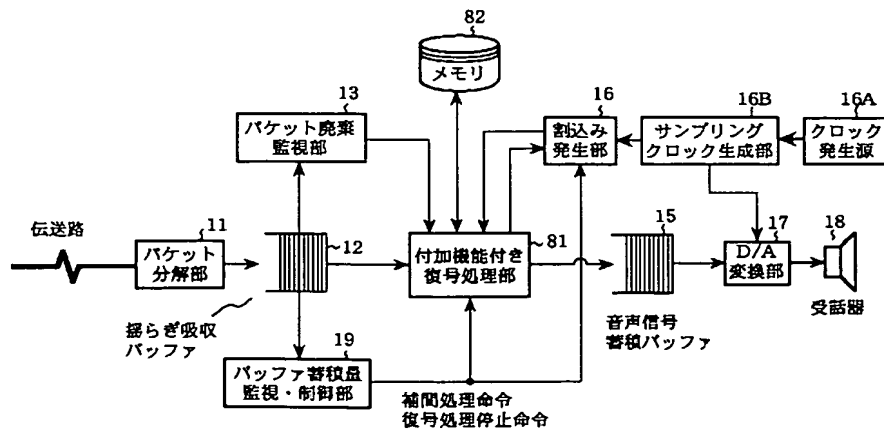 82
メモリ
13
パケット廃棄
監視部
16
割込み
発生部
16B
サンプリング
クロック生成部
16A
クロック
発生源
伝送路
11
パケット
分解部
12
揺らぎ吸収
バッファ
付加機能付き
復号処理部
81
15
音声信号
蓄積バッファ
17
D/A
変換部
18
受話器
19
バッファ蓄積量
監視・制御部
補間処理命令
復号処理停止命令